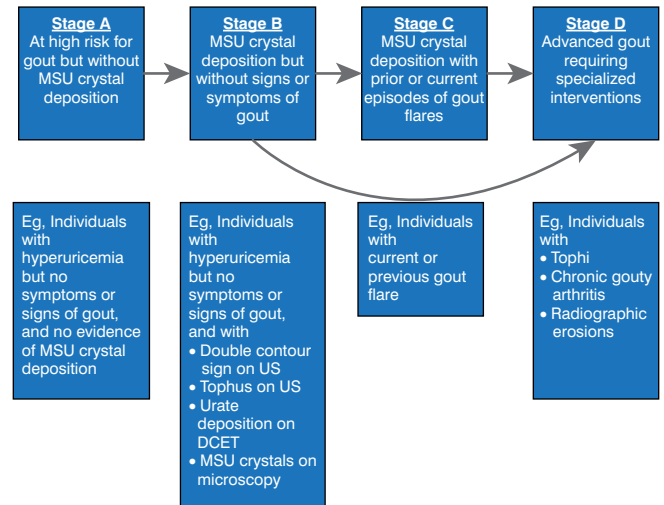 Stage A
At high risk for
gout but without
MSU crystal
deposition
Stage B
MSU crystal
deposition but
without signs or
symptoms of
gout
Stage C
MSU crystal
deposition with
prior or current
episodes of gout
flares
Stage D
Advanced gout
requiring
specialized
interventions
Eg, Individuals
with
hyperuricemia
but no
symptoms or
signs of gout,
and no evidence
of MSU crystal
deposition
Eg, Individuals
with
hyperuricemia
but no
symptoms or
signs of gout,
and with
• Double contour
sign on US
• Tophus on US
• Urate
deposition on
DCET
• MSU crystals on
microscopy
Eg, Individuals
with
current or
previous gout
flare
Eg, Individuals
with
• Tophi
• Chronic gouty
arthritis
• Radiographic
erosions